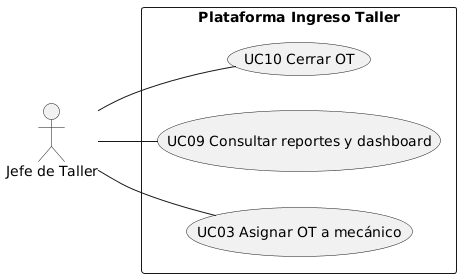 Plataforma Ingreso Taller
UC10 Cerrar OT
UC09 Consultar reportes y dashboard
Jefe de Taller
UC03 Asignar OT a mecánico